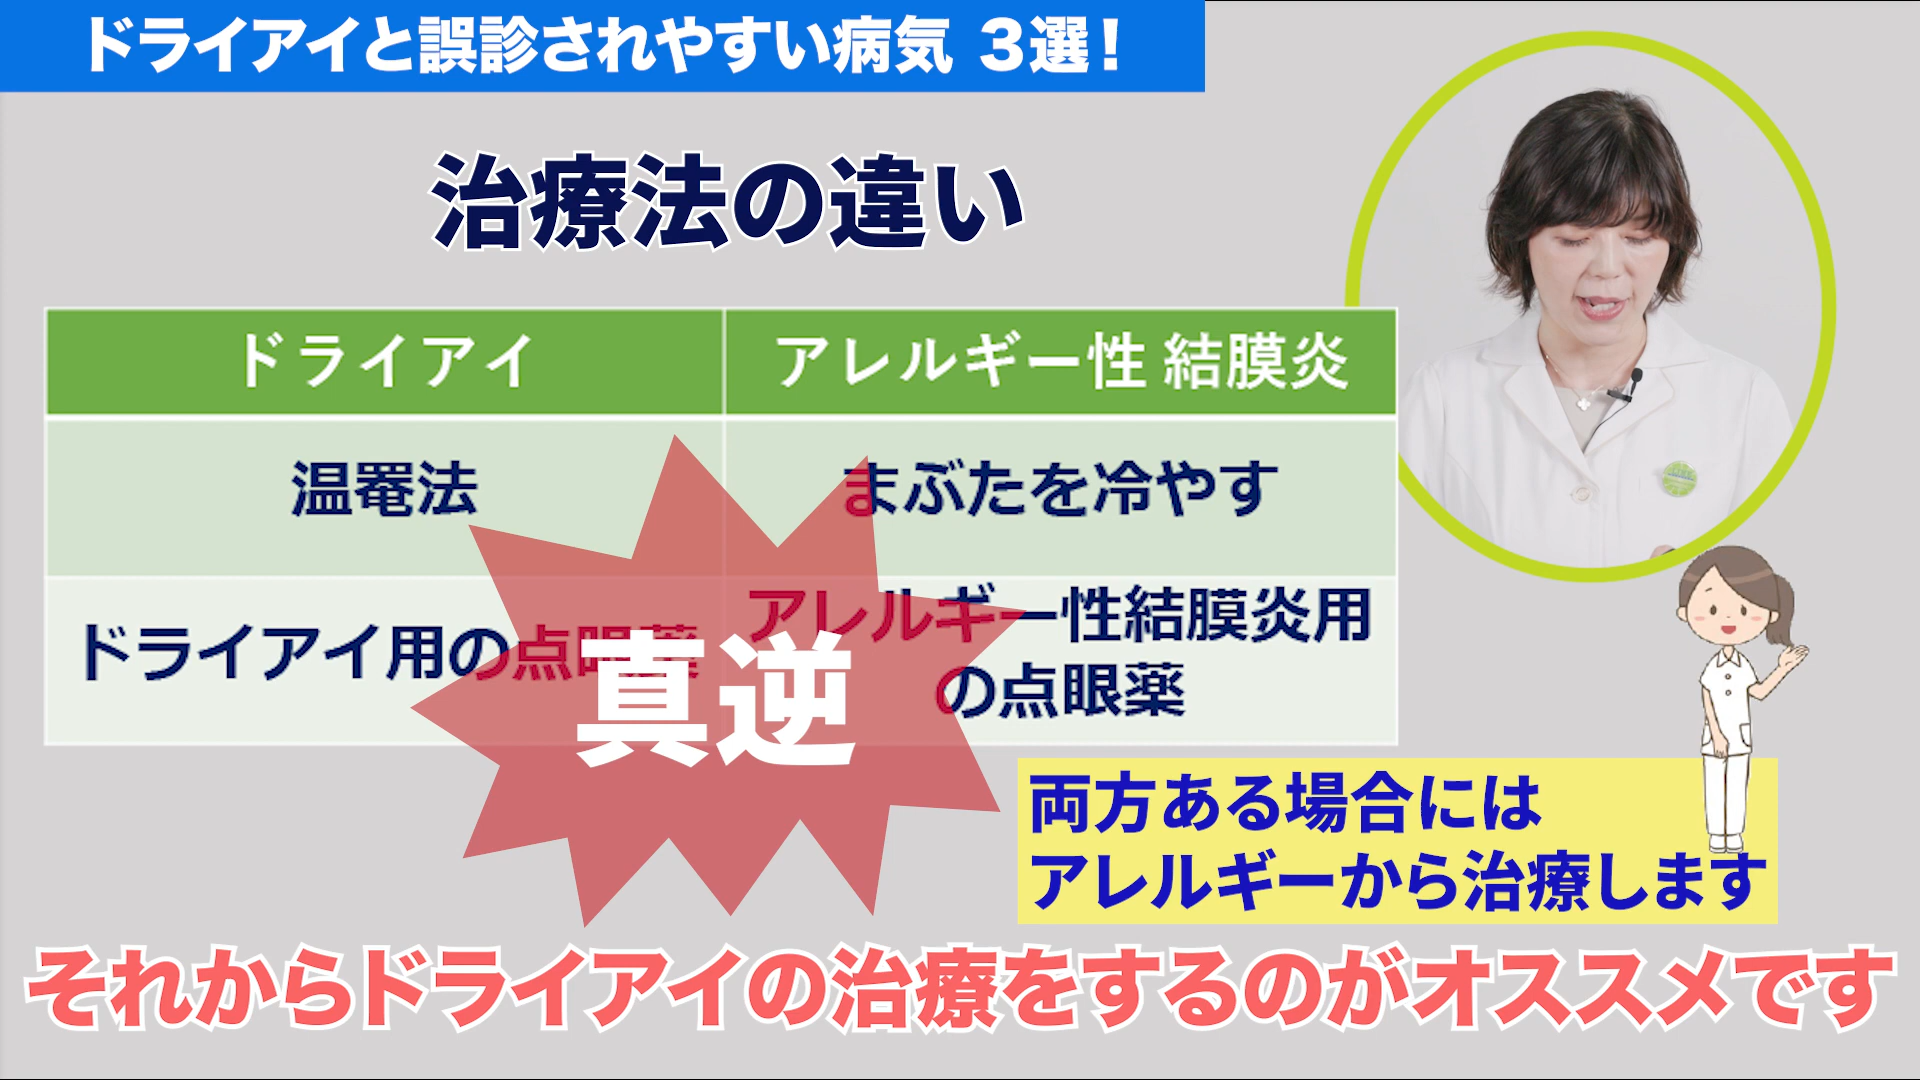 ドライアイと誤診されやすい病気 3選!
治療法の違い
ドライアイ
アレルギー性 結膜炎
温罨法
まぶたを冷やす
ドライアイ用の点眼薬
アレルギー性結膜炎用
の点眼薬
真逆
両方ある場合には
アレルギーから治療します
それからドライアイの治療をするのがオススメです